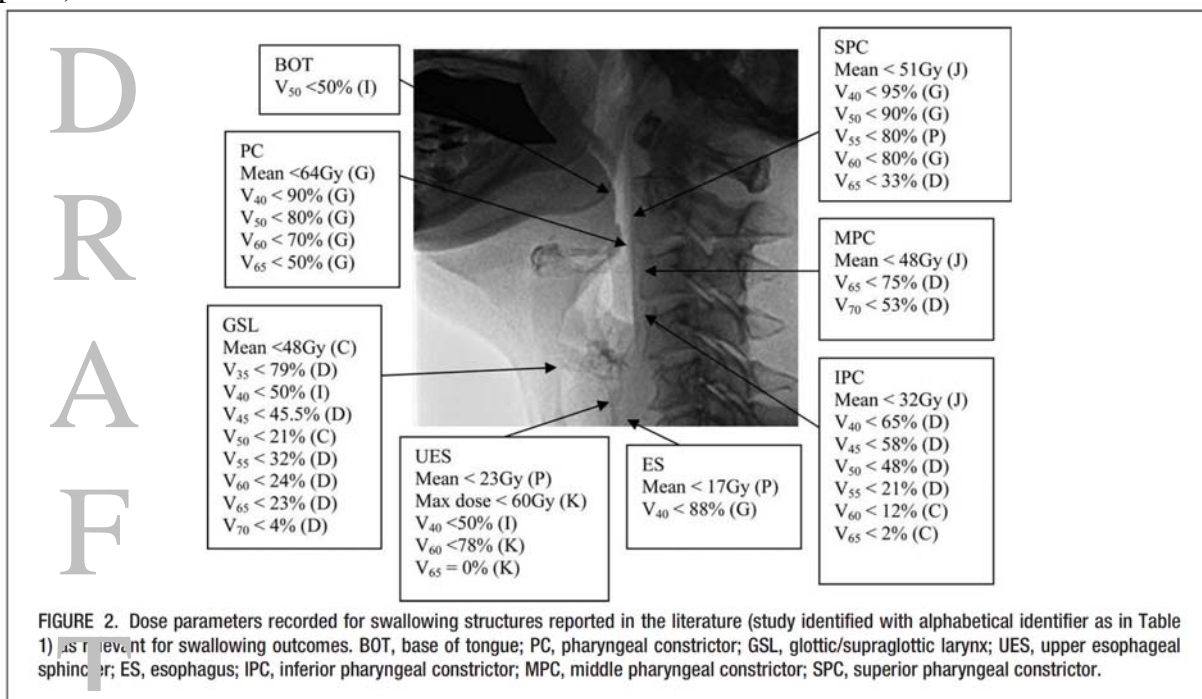 BOT
V50 <50% (I)
PC
Mean <64Gy (G)
V40 < 90% (G)
V50 < 80% (G)
V60 < 70% (G)
V65 < 50% (G)
GSL
Mean <48Gy (C)
V35 < 79% (D)
V40 < 50% (I)
V45 < 45.5% (D)
V50 < 21% (C)
V55 < 32% (D)
V60 < 24% (D)
V65 < 23% (D)
V70 < 4% (D)
UES
Mean < 23Gy (P)
Max dose < 60Gy (K)
V40 <50% (I)
V60 <78% (K)
V65 = 0% (K)
ES
Mean < 17Gy (P)
V40 < 88% (G)
SPC
Mean < 51Gy (J)
V40 < 95% (G)
V50 < 90% (G)
V55 < 80% (P)
V60 < 80% (G)
V65 < 33% (D)
MPC
Mean < 48Gy (J)
V65 < 75% (D)
V70 < 53% (D)
IPC
Mean < 32Gy (J)
V40 < 65% (D)
V45 < 58% (D)
V50 < 48% (D)
V55 < 21% (D)
V60 < 12% (C)
V65 < 2% (C)
FIGURE 2. Dose parameters recorded for swallowing structures reported in the literature (study identified with alphabetical identifier as in Table
1) as relevant for swallowing outcomes. BOT, base of tongue; PC, pharyngeal constrictor; GSL, glottic/supraglottic larynx; UES, upper esophageal
sphincter; ES, esophagus; IPC, inferior pharyngeal constrictor; MPC, middle pharyngeal constrictor; SPC, superior pharyngeal constrictor.
DRAFT